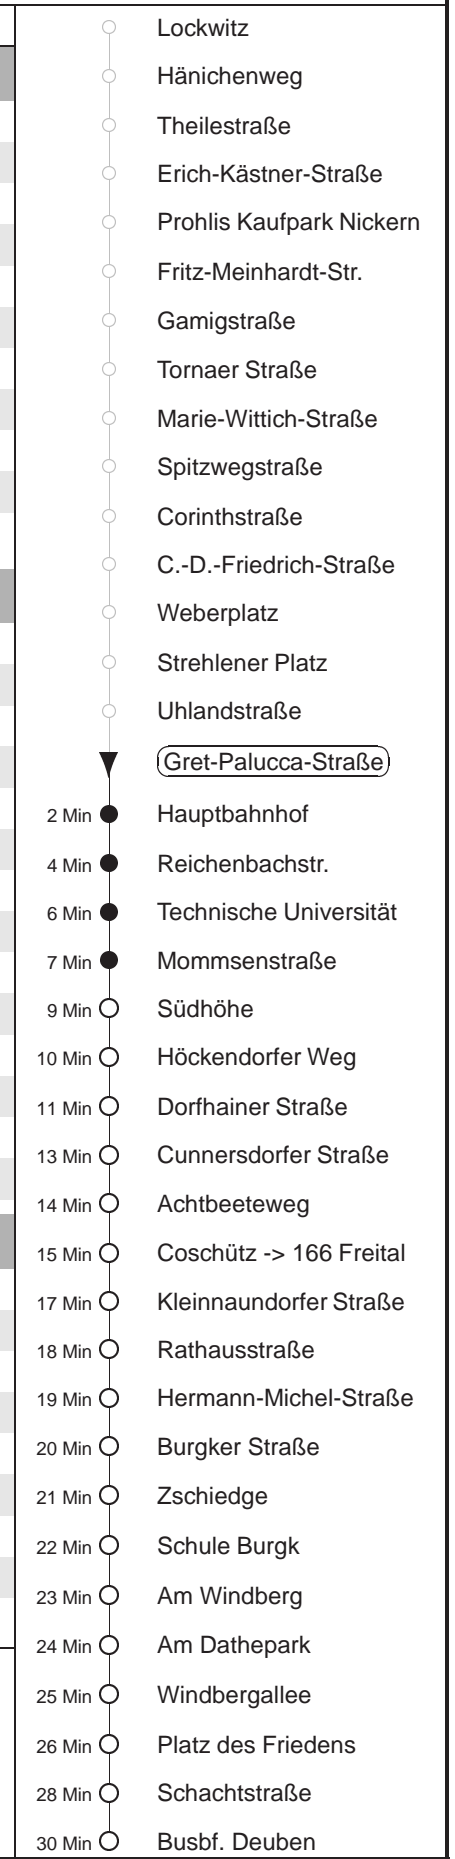 Lockwitz
Hänichenweg
Theilestraße
Erich-Kästner-Straße
Prohlis Kaufpark Nickern
Fritz-Meinhardt-Str.
Gamigstraße
Tornaer Straße
Marie-Wittich-Straße
Spitzwegstraße
Corinthstraße
C.-D.-Friedrich-Straße
Weberplatz
Strehlener Platz
Uhlandstraße
Gret-Palucca-Straße
2 Min Hauptbahnhof
4 Min Reichenbachstr.
6 Min Technische Universität
7 Min Mommsenstraße
9 Min Südhöhe
10 Min Höckendorfer Weg
11 Min Dorfhainer Straße
13 Min Cunnersdorfer Straße
14 Min Achtbeeteweg
15 Min Coschütz -> 166 Freital
17 Min Kleinnaundorfer Straße
18 Min Rathausstraße
19 Min Hermann-Michel-Straße
20 Min Burgker Straße
21 Min Zschiedge
22 Min Schule Burgk
23 Min Am Windberg
24 Min Am Dathepark
25 Min Windbergallee
26 Min Platz des Friedens
28 Min Schachtstraße
30 Min Busbf. Deuben